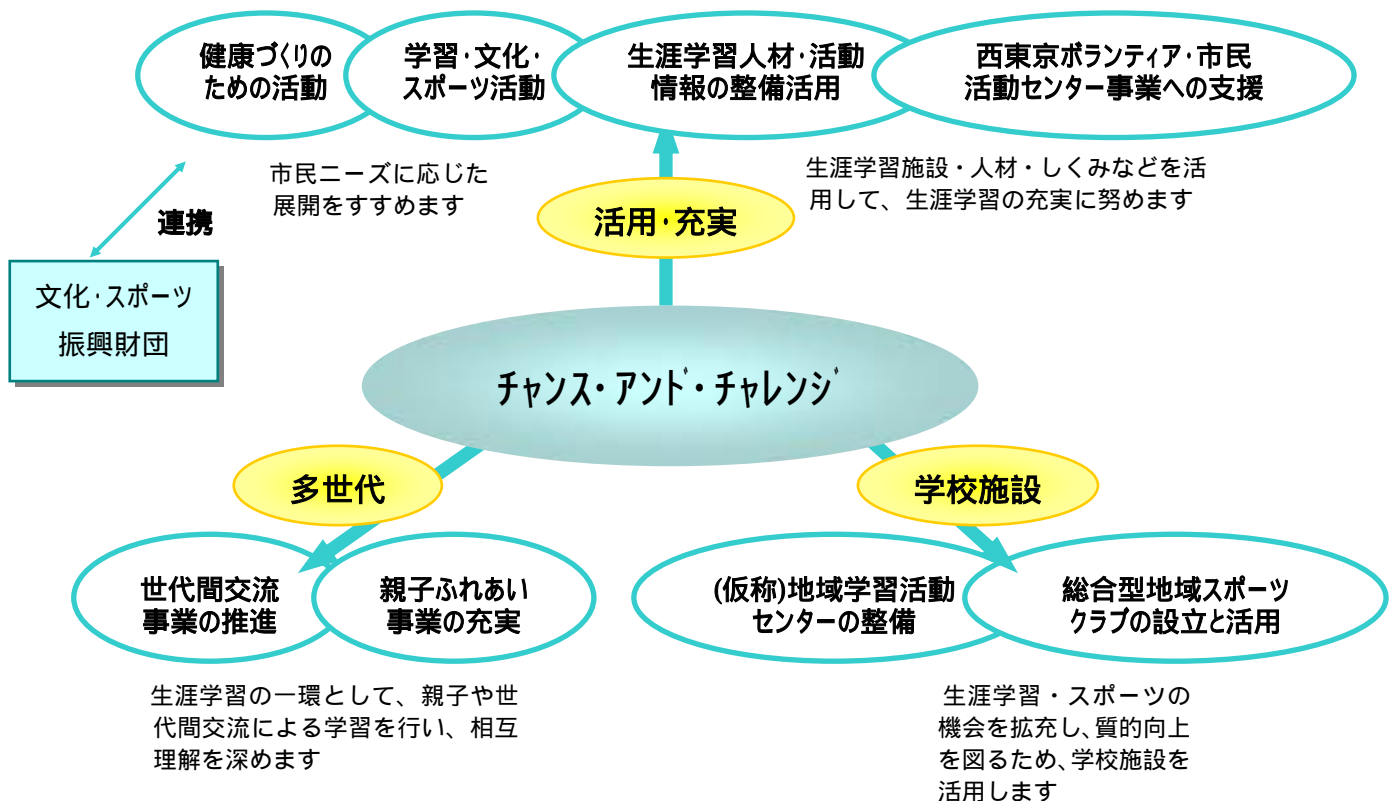 健康づくりの
ための活動
学習・文化・
スポーツ活動
生涯学習人材・活動
情報の整備活用
西東京ボランティア・市民
活動センター事業への支援
市民ニーズに応じた
展開をすすめます
生涯学習施設・人材・しくみなどを活
用して、生涯学習の充実に努めます
連携
活用・充実
文化・スポーツ
振興財団
チャンス・アンド・チャレンジ
多世代
学校施設
世代間交流
事業の推進
親子ふれあい
事業の充実
(仮称)地域学習活動
センターの整備
総合型地域スポーツ
クラブの設立と活用
生涯学習の一環として、親子や世
代間交流による学習を行い、相互
理解を深めます
生涯学習・スポーツの
機会を拡充し、質的向上
を図るため、学校施設を
活用します